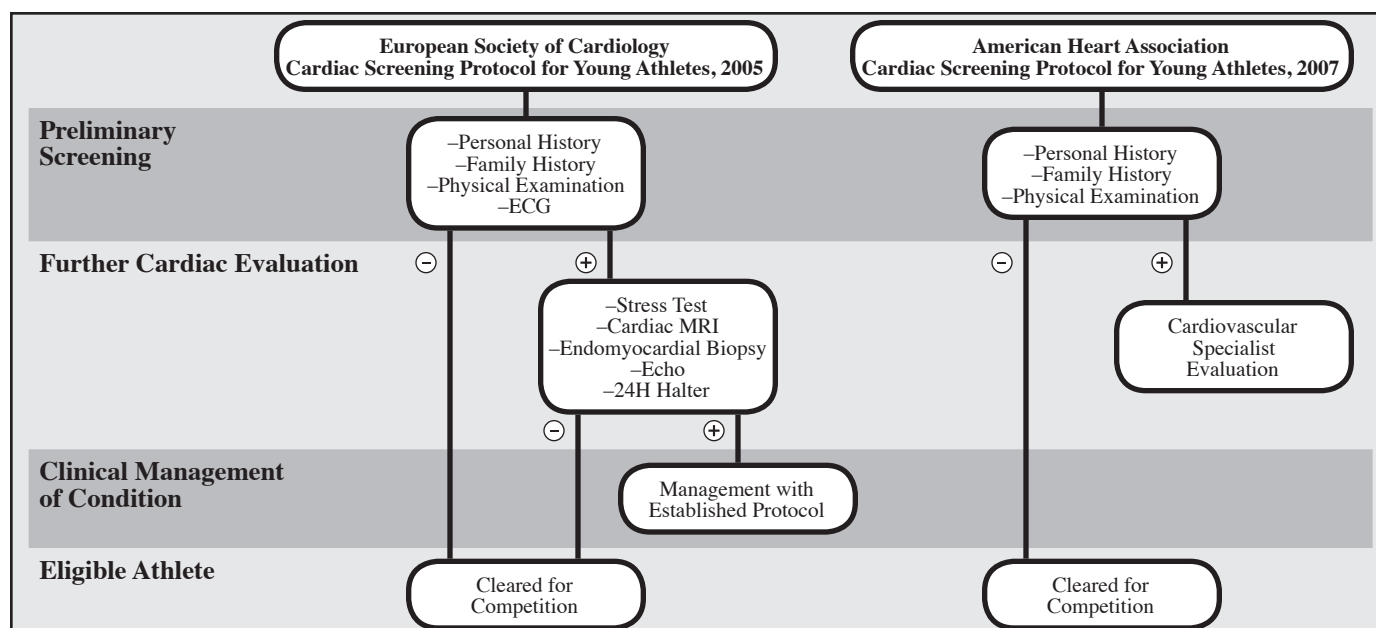 European Society of Cardiology
Cardiac Screening Protocol for Young Athletes, 2005
American Heart Association
Cardiac Screening Protocol for Young Athletes, 2007
Preliminary
Screening
–Personal History
–Family History
–Physical Examination
–ECG
–Personal History
–Family History
–Physical Examination
Further Cardiac Evaluation
–
+
–
+
–Stress Test
–Cardiac MRI
–Endomyocardial Biopsy
–Echo
–24H Halter
Cardiovascular
Specialist
Evaluation
–
+
Clinical Management
of Condition
Management with
Established Protocol
Eligible Athlete
Cleared for
Competition
Cleared for
Competition